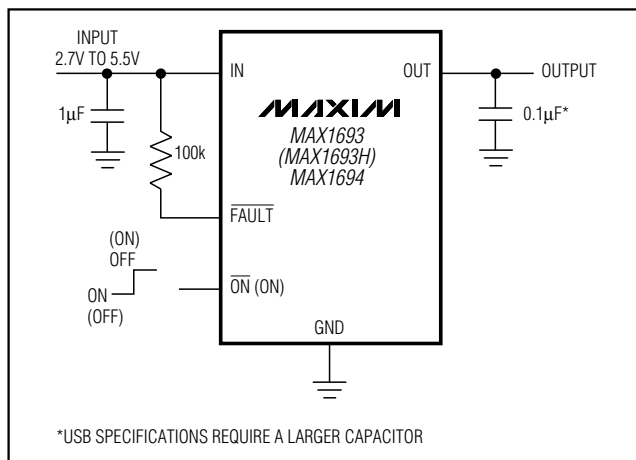 INPUT
2.7V TO 5.5V
IN
OUT
OUTPUT
1μF
MAXIM
MAX1693
(MAX1693H)
MAX1694
0.1μF*
100k
FAULT
(ON)
OFF
ON
(OFF)
ON (ON)
GND
*USB SPECIFICATIONS REQUIRE A LARGER CAPACITOR